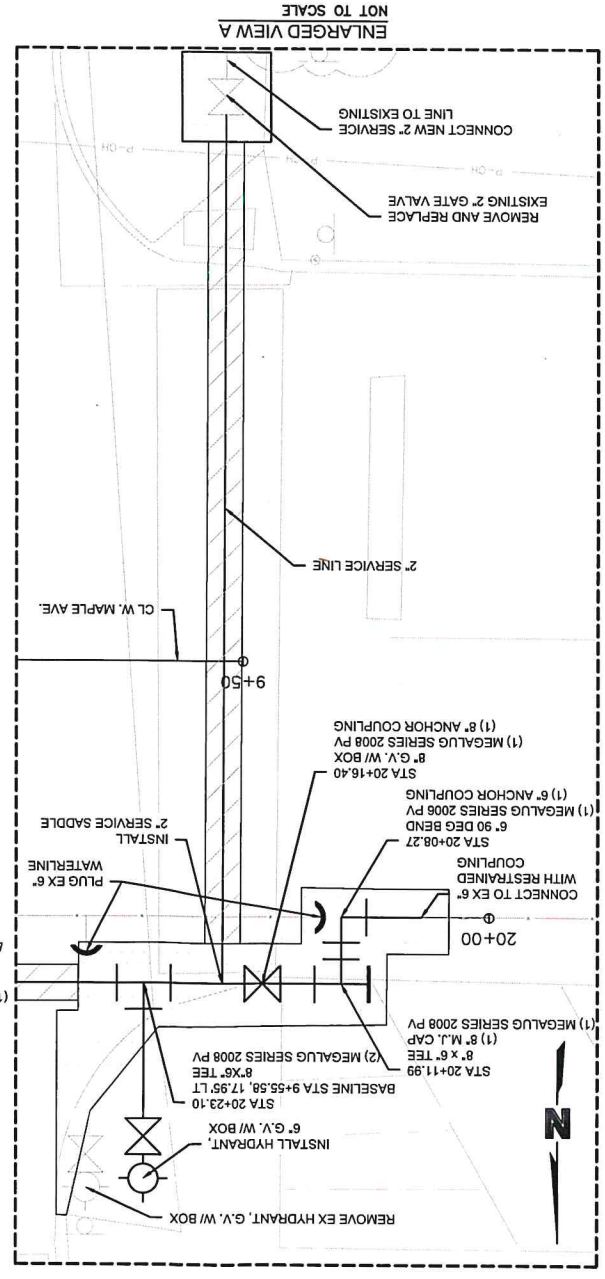 N
REMOVE EX HYDRANT, G.V. W/ BOX
INSTALL HYDRANT,
6" G.V. W/ BOX
STA 20+23.10
BASELINE STA 9+55.58, 17.95' LT
8"X6" TEE
(2) MEGALUG SERIES 2008 PV
STA 20+11.99
8" x 6" TEE
(1) 8" M.J. CAP
(1) MEGALUG SERIES 2008 PV
20+00
CONNECT TO EX 6"
WITH RESTRAINED
COUPLING
STA 20+08.27
6" 90 DEG BEND
(1) MEGALUG SERIES 2006 PV
(1) 6" ANCHOR COUPLING
STA 20+16.40
8" G.V. W/ BOX
(1) MEGALUG SERIES 2008 PV
(1) 8" ANCHOR COUPLING
PLUG EX 6"
WATERLINE
INSTALL
2" SERVICE SADDLE
9+50
CL W. MAPLE AVE.
2" SERVICE LINE
REMOVE AND REPLACE
EXISTING 2" GATE VALVE
P-OH
P-OH
P-OH
CONNECT NEW 2" SERVICE
LINE TO EXISTING
ENLARGED VIEW A
NOT TO SCALE